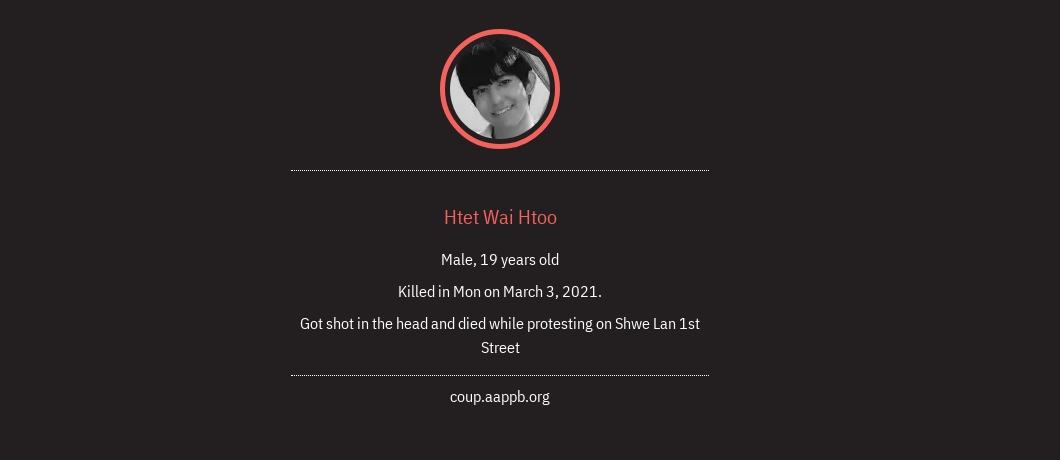 Htet Wai Htoo
Male, 19 years old
Killed in Mon on March 3, 2021.
Got shot in the head and died while protesting on Shwe Lan 1st
Street
coup.aappb.org